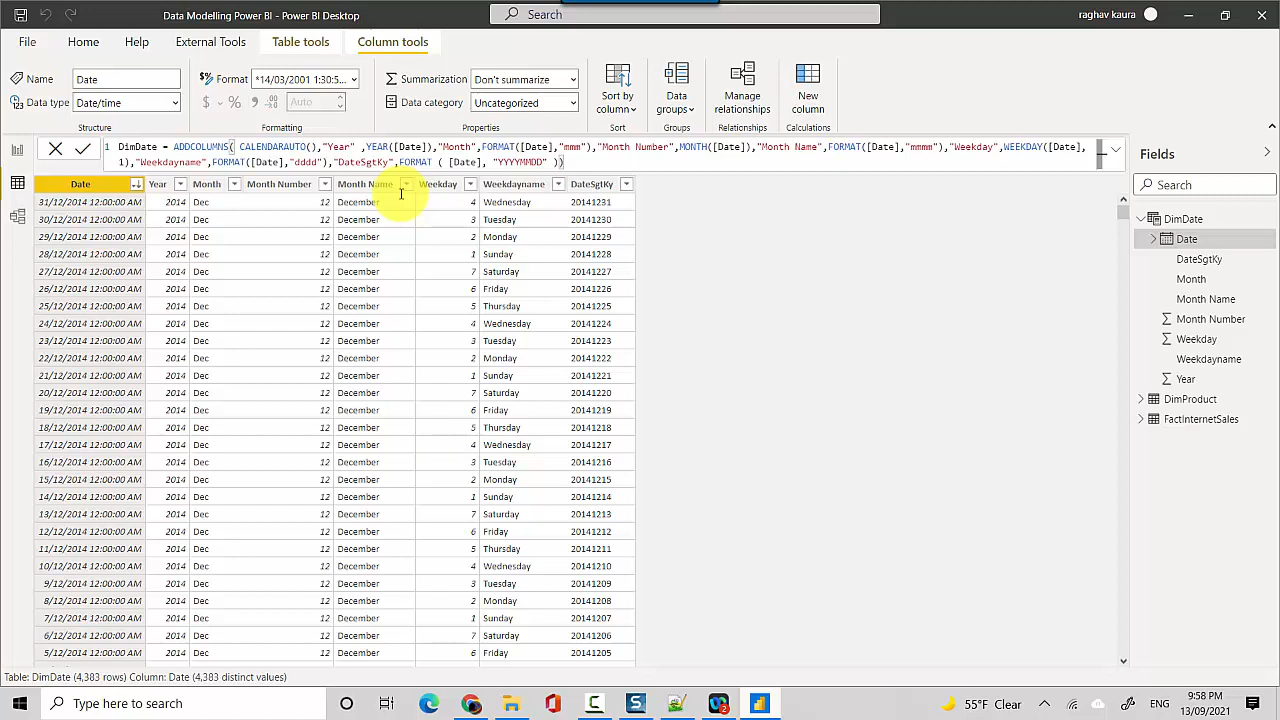 Data Modelling Power BI - Power BI Desktop
Search
raghav kaura
File Home Help External Tools Table tools Column tools
Name Date
Format *14/03/2001 1:30:5...
Summarization Don't summarize
Data type Date/time
$ % Auto
Data category Uncategorized
Sort by column
Data groups
Manage relationships
New column
Structure Formatting Properties Sort Groups Relationships Calculations
1 DimDate = ADDCOLUMNS( CALENDARAUTO(),"Year" ,YEAR([Date]),"Month",FORMAT([Date],"mmm"),"Month Number",MONTH([Date]),"Month Name",FORMAT([Date],"mmmm"),"Weekday",WEEKDAY([Date],
1),"Weekdayname",FORMAT([Date],"dddd"),"DateSgtKy",FORMAT ( [Date], "YYYYMMDD" ))
Date Year Month Month Number Month Name Weekday Weekdayname DateSgtKy
31/12/2014 12:00:00 AM 2014 Dec 12 December 4 Wednesday 20141231
30/12/2014 12:00:00 AM 2014 Dec 12 December 3 Tuesday 20141230
29/12/2014 12:00:00 AM 2014 Dec 12 December 2 Monday 20141229
28/12/2014 12:00:00 AM 2014 Dec 12 December 1 Sunday 20141228
27/12/2014 12:00:00 AM 2014 Dec 12 December 7 Saturday 20141227
26/12/2014 12:00:00 AM 2014 Dec 12 December 6 Friday 20141226
25/12/2014 12:00:00 AM 2014 Dec 12 December 5 Thursday 20141225
24/12/2014 12:00:00 AM 2014 Dec 12 December 4 Wednesday 20141224
23/12/2014 12:00:00 AM 2014 Dec 12 December 3 Tuesday 20141223
22/12/2014 12:00:00 AM 2014 Dec 12 December 2 Monday 20141222
21/12/2014 12:00:00 AM 2014 Dec 12 December 1 Sunday 20141221
20/12/2014 12:00:00 AM 2014 Dec 12 December 7 Saturday 20141220
19/12/2014 12:00:00 AM 2014 Dec 12 December 6 Friday 20141219
18/12/2014 12:00:00 AM 2014 Dec 12 December 5 Thursday 20141218
17/12/2014 12:00:00 AM 2014 Dec 12 December 4 Wednesday 20141217
16/12/2014 12:00:00 AM 2014 Dec 12 December 3 Tuesday 20141216
15/12/2014 12:00:00 AM 2014 Dec 12 December 2 Monday 20141215
14/12/2014 12:00:00 AM 2014 Dec 12 December 1 Sunday 20141214
13/12/2014 12:00:00 AM 2014 Dec 12 December 7 Saturday 20141213
12/12/2014 12:00:00 AM 2014 Dec 12 December 6 Friday 20141212
11/12/2014 12:00:00 AM 2014 Dec 12 December 5 Thursday 20141211
10/12/2014 12:00:00 AM 2014 Dec 12 December 4 Wednesday 20141210
9/12/2014 12:00:00 AM 2014 Dec 12 December 3 Tuesday 20141209
8/12/2014 12:00:00 AM 2014 Dec 12 December 2 Monday 20141208
7/12/2014 12:00:00 AM 2014 Dec 12 December 1 Sunday 20141207
6/12/2014 12:00:00 AM 2014 Dec 12 December 7 Saturday 20141206
5/12/2014 12:00:00 AM 2014 Dec 12 December 6 Friday 20141205
Fields
Search
DimDate
Date
DateSgtKy
Month
Month Name
Month Number
Weekday
Weekdayname
Year
DimProduct
FactInternetSales
Table: DimDate (4,383 rows) Column: Date (4,383 distinct values)
Type here to search
2
55°F Clear
ENG
9:58 PM
13/09/2021